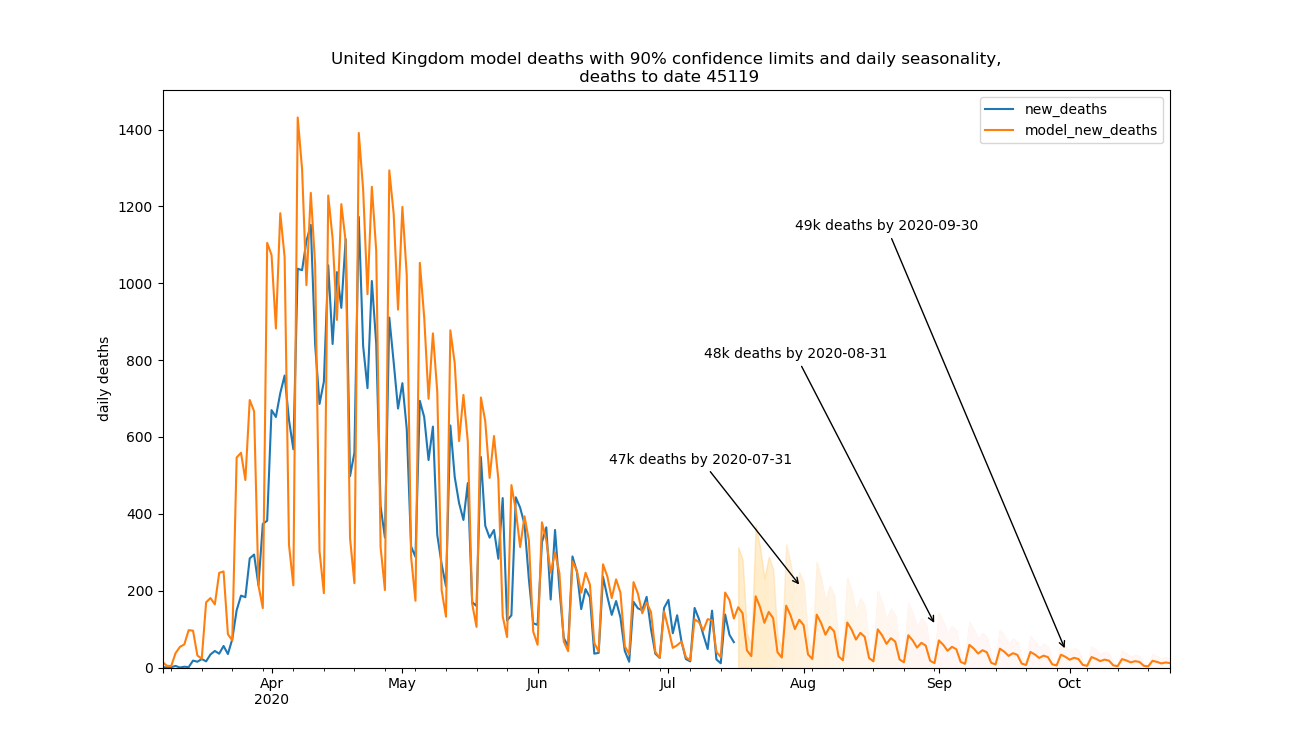 United Kingdom model deaths with 90% confidence limits and daily seasonality,
deaths to date 45119
new_deaths
model_new_deaths
1400
1200
1000
800
600
400
200
0
daily deaths
49k deaths by 2020-09-30
48k deaths by 2020-08-31
47k deaths by 2020-07-31
Apr May Jun Jul Aug Sep Oct
2020